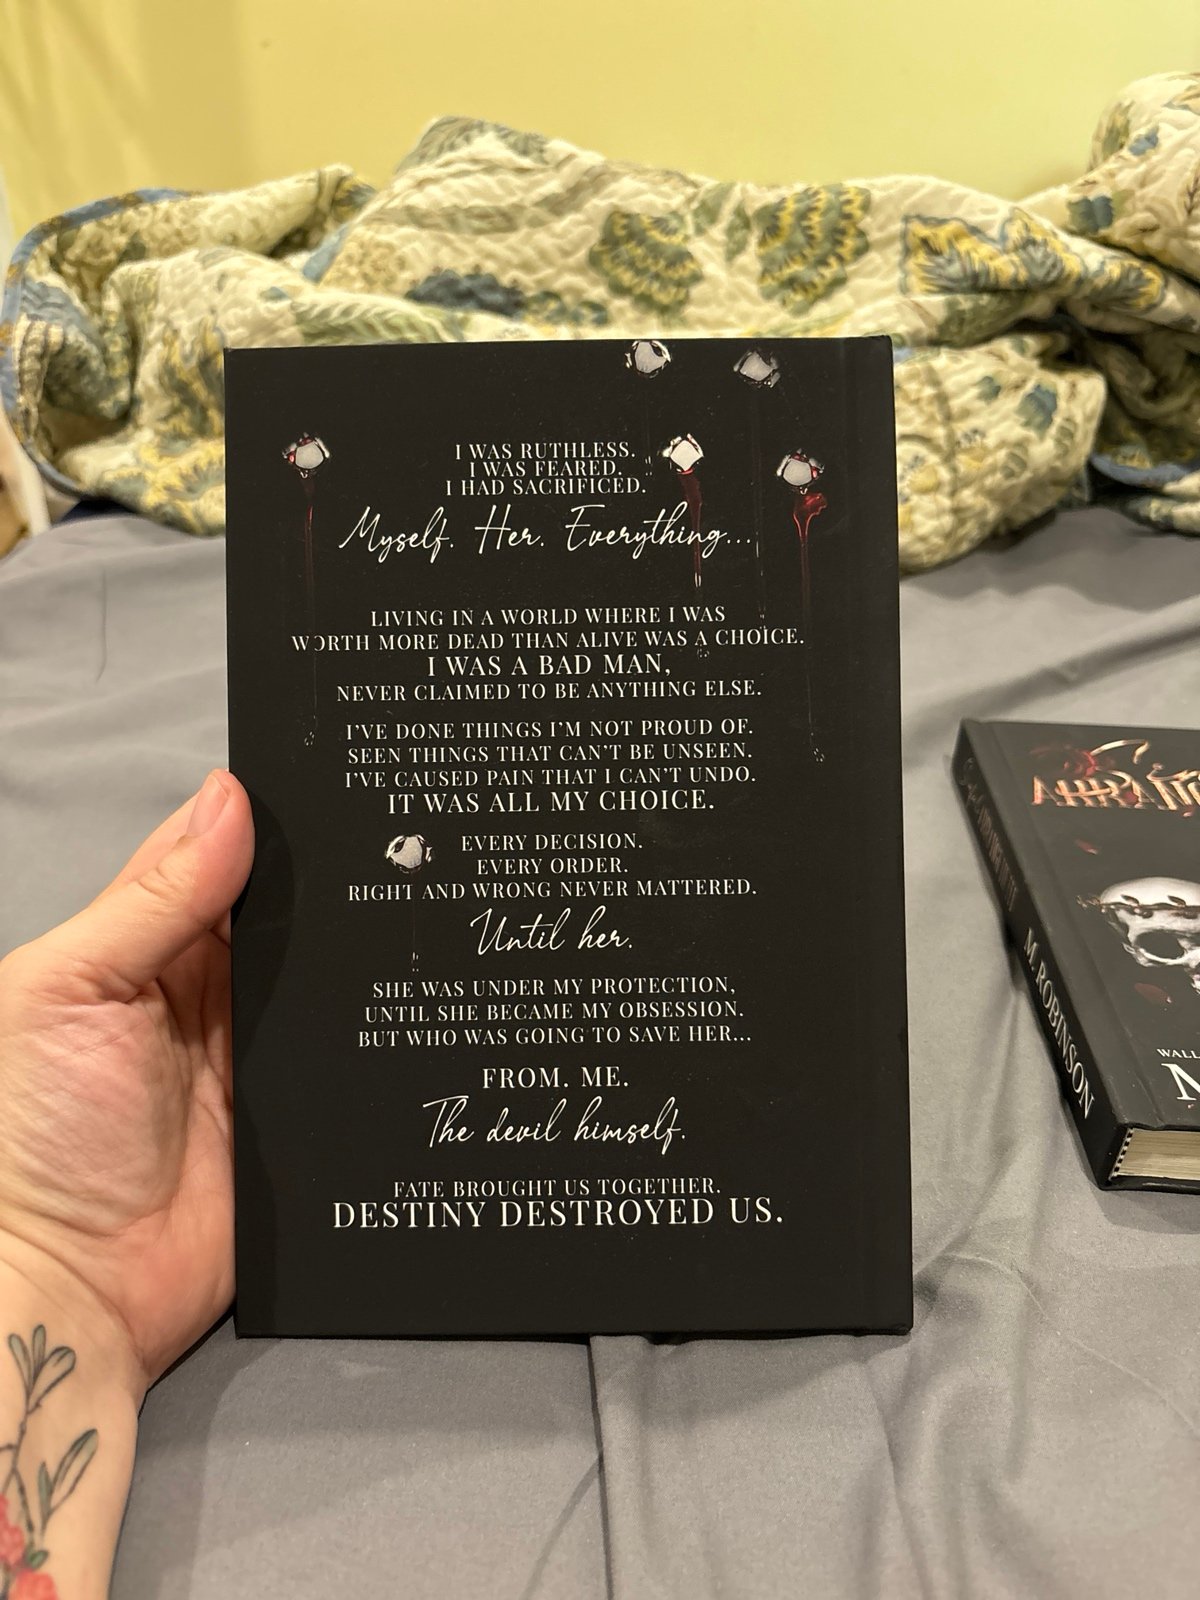 I WAS RUTHLESS.
I WAS FEARED.
I HAD SACRIFICED.
Myself. Her. Everything...
LIVING IN A WORLD WHERE I WAS
WORTH MORE DEAD THAN ALIVE WAS A CHOICE.
I WAS A BAD MAN,
NEVER CLAIMED TO BE ANYTHING ELSE.
I'VE DONE THINGS I'M NOT PROUD OF.
SEEN THINGS THAT CAN'T BE UNSEEN.
I'VE CAUSED PAIN THAT I CAN'T UNDO.
IT WAS ALL MY CHOICE.
EVERY DECISION.
EVERY ORDER.
RIGHT AND WRONG NEVER MATTERED.
Until her.
SHE WAS UNDER MY PROTECTION,
UNTIL SHE BECAME MY OBSESSION.
BUT WHO WAS GOING TO SAVE HER...
FROM. ME.
The devil himself.
FATE BROUGHT US TOGETHER.
DESTINY DESTROYED US.
M. ROBINSON
WALL